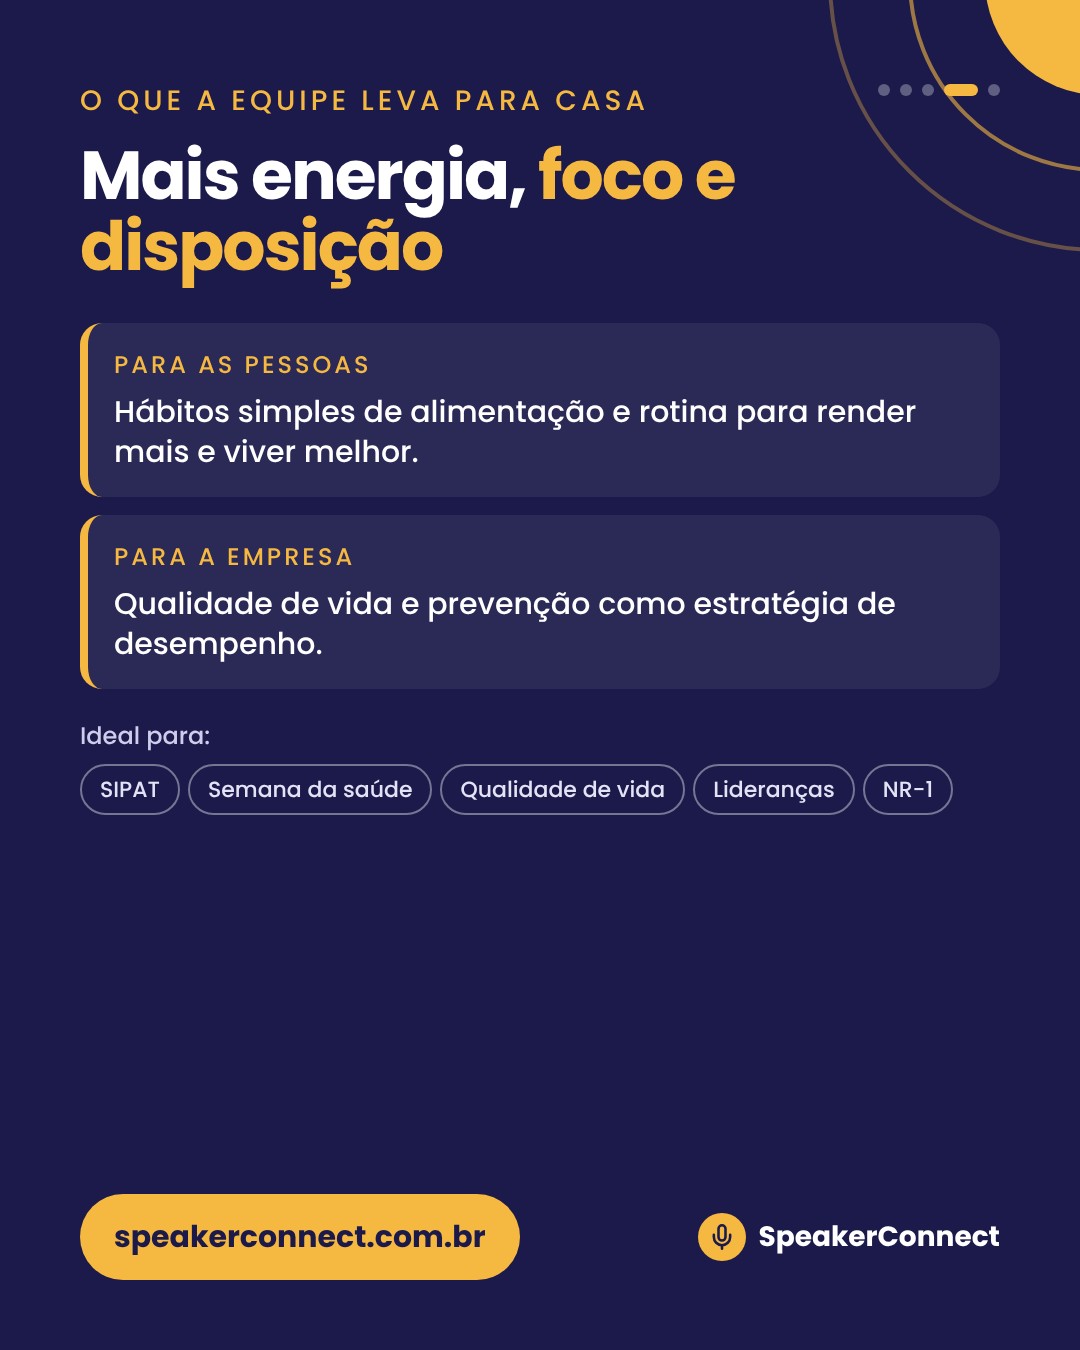 O QUE A EQUIPE LEVA PARA CASA
Mais energia, foco e
disposição
PARA AS PESSOAS
Hábitos simples de alimentação e rotina para render
mais e viver melhor.
PARA A EMPRESA
Qualidade de vida e prevenção como estratégia de
desempenho.
Ideal para:
SIPAT Semana da saúde Qualidade de vida Lideranças NR-1
speakerconnect.com.br SpeakerConnect